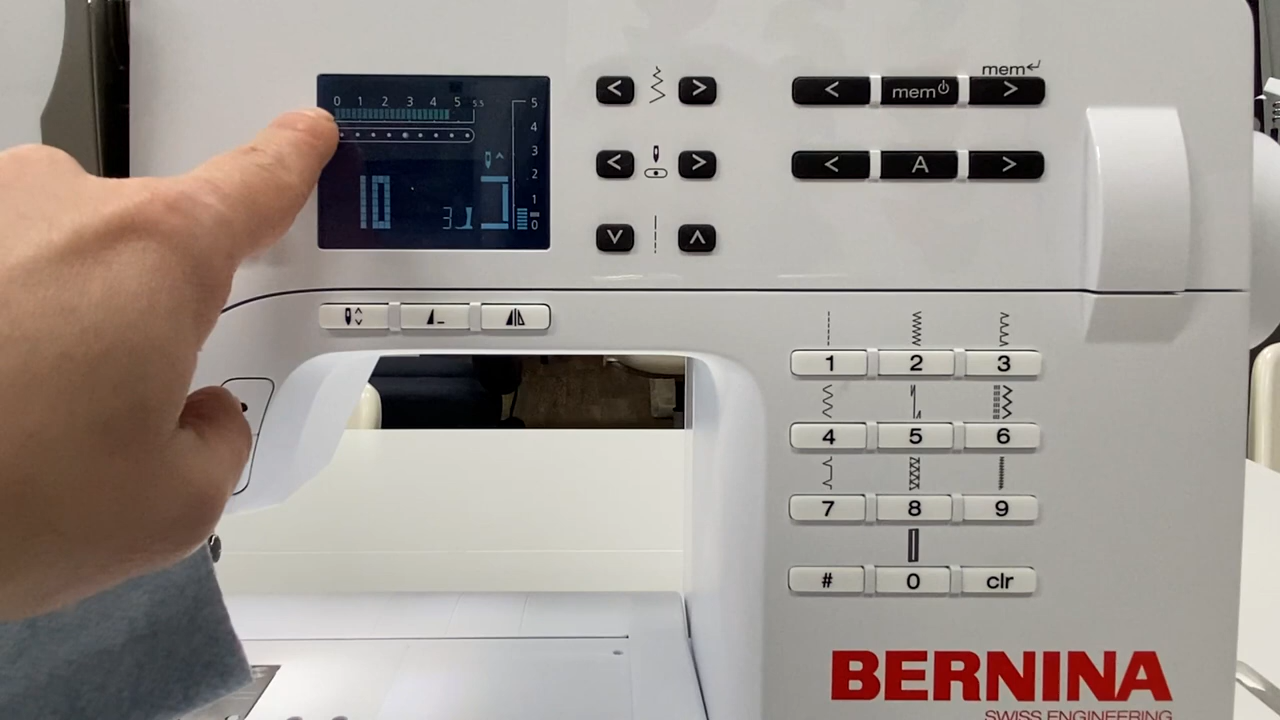 mem
0 1 2 3 4 5 5.5
5
4
3
2
1
0
10
mem
A
1 2 3
4 5 6
7 8 9
# 0 clr
BERNINA
SWISS ENGINEERING